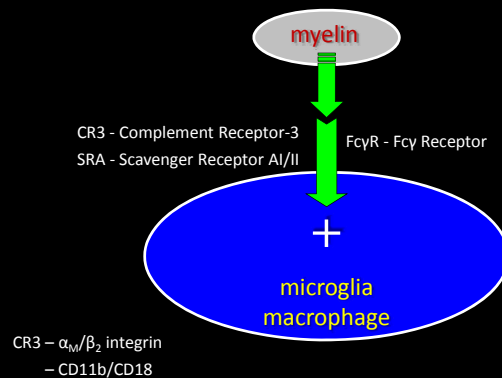 myelin
CR3 - Complement Receptor-3
SRA - Scavenger Receptor AI/II
FcγR - Fcγ Receptor
+
microglia
macrophage
CR3 – αM/β2 integrin
– CD11b/CD18